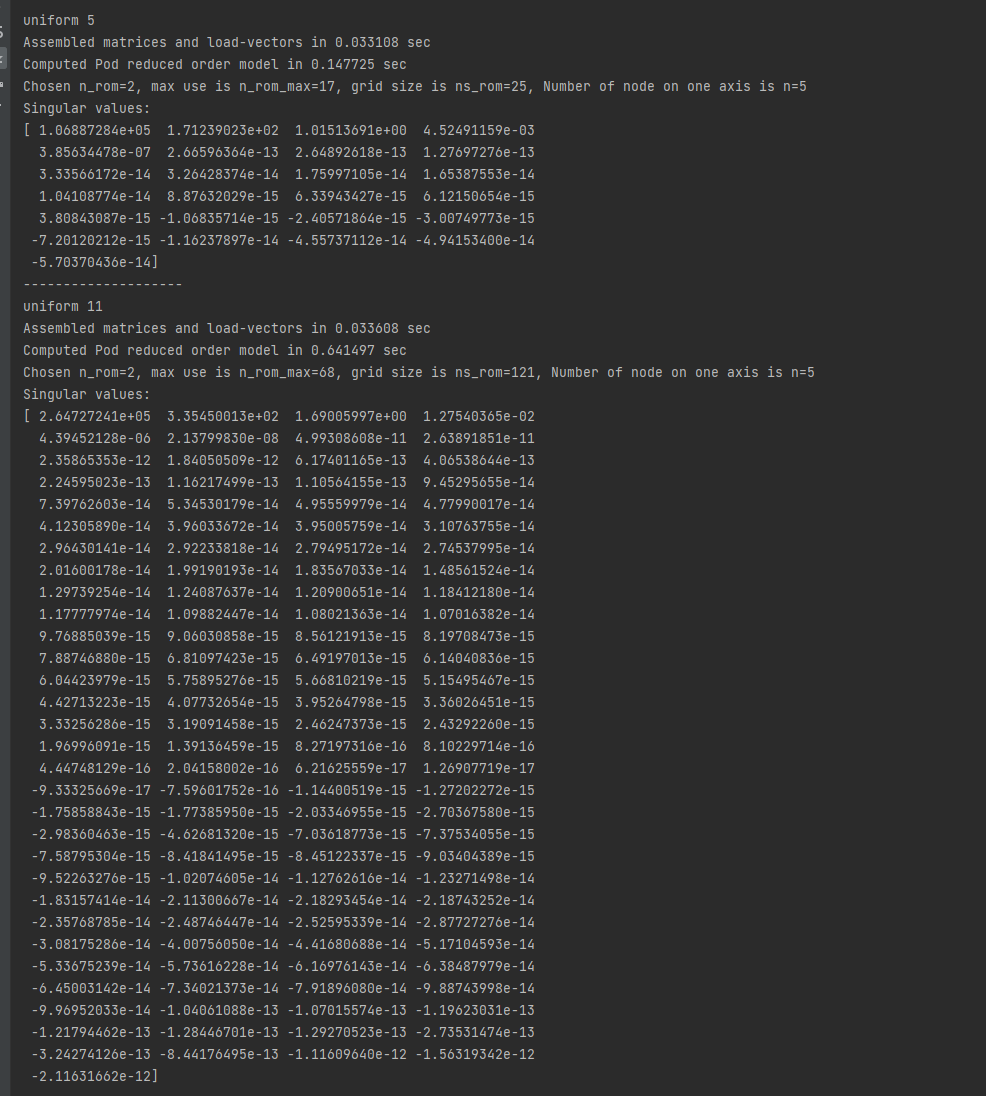 uniform 5
Assembled matrices and load-vectors in 0.033108 sec
Computed Pod reduced order model in 0.147725 sec
Chosen n_rom=2, max use is n_rom_max=17, grid size is ns_rom=25, Number of node on one axis is n=5
Singular values:
[ 1.06887284e+05  1.71239023e+02  1.01513691e+00  4.52491159e-03
  3.85634478e-07  2.66596364e-13  2.64892618e-13  1.27697276e-13
  3.33566172e-14  3.26428374e-14  1.75997105e-14  1.65387553e-14
  1.04108774e-14  8.87632029e-15  6.33943427e-15  6.12150654e-15
  3.80843087e-15 -1.06835714e-15 -2.40571864e-15 -3.00749773e-15
 -7.20120212e-15 -1.16237897e-14 -4.55737112e-14 -4.94153400e-14
 -5.70370436e-14]
--------------------
uniform 11
Assembled matrices and load-vectors in 0.033608 sec
Computed Pod reduced order model in 0.641497 sec
Chosen n_rom=2, max use is n_rom_max=68, grid size is ns_rom=121, Number of node on one axis is n=5
Singular values:
[ 2.64727241e+05  3.35450013e+02  1.69005997e+00  1.27540365e-02
  4.39452128e-06  2.13799830e-08  4.99308608e-11  2.63891851e-11
  2.35865353e-12  1.84050509e-12  6.17401165e-13  4.06538644e-13
  2.24595023e-13  1.16217499e-13  1.10564155e-13  9.45295655e-14
  7.39762603e-14  5.34530179e-14  4.95559979e-14  4.77990017e-14
  4.12305890e-14  3.96033672e-14  3.95005759e-14  3.10763755e-14
  2.96430141e-14  2.92233818e-14  2.79495172e-14  2.74537995e-14
  2.01600178e-14  1.99190193e-14  1.83567033e-14  1.48561524e-14
  1.29739254e-14  1.24087637e-14  1.20900651e-14  1.18412180e-14
  1.17777974e-14  1.09882447e-14  1.08021363e-14  1.07016382e-14
  9.76885039e-15  9.06030858e-15  8.56121913e-15  8.19708473e-15
  7.88746880e-15  6.81097423e-15  6.49197013e-15  6.14040836e-15
  6.04423979e-15  5.75895276e-15  5.66810219e-15  5.15495467e-15
  4.42713223e-15  4.07732654e-15  3.95264798e-15  3.36026451e-15
  3.33256286e-15  3.19091458e-15  2.46247373e-15  2.43292260e-15
  1.96996091e-15  1.39136459e-15  8.27197316e-16  8.10229714e-16
  4.44748129e-16  2.04158002e-16  6.21625559e-17  1.26907719e-17
 -9.33325669e-17 -7.59601752e-16 -1.14400519e-15 -1.27202272e-15
 -1.75858843e-15 -1.77385950e-15 -2.03346955e-15 -2.70367580e-15
 -2.98360463e-15 -4.62681320e-15 -7.03618773e-15 -7.37534055e-15
 -7.58795304e-15 -8.41841495e-15 -8.45122337e-15 -9.03404389e-15
 -9.52263276e-15 -1.02074605e-14 -1.12762616e-14 -1.23271498e-14
 -1.83157414e-14 -2.11300667e-14 -2.18293454e-14 -2.18743252e-14
 -2.35768785e-14 -2.48746447e-14 -2.52595339e-14 -2.87727276e-14
 -3.08175286e-14 -4.00756050e-14 -4.41680688e-14 -5.17104593e-14
 -5.33675239e-14 -5.73616228e-14 -6.16976143e-14 -6.38487979e-14
 -6.45003142e-14 -7.34021373e-14 -7.91896080e-14 -9.88743998e-14
 -9.96952033e-14 -1.04061088e-13 -1.07015574e-13 -1.19623031e-13
 -1.21794462e-13 -1.28446701e-13 -1.29270523e-13 -2.73531474e-13
 -3.24274126e-13 -8.44176495e-13 -1.11609640e-12 -1.56319342e-12
 -2.11631662e-12]